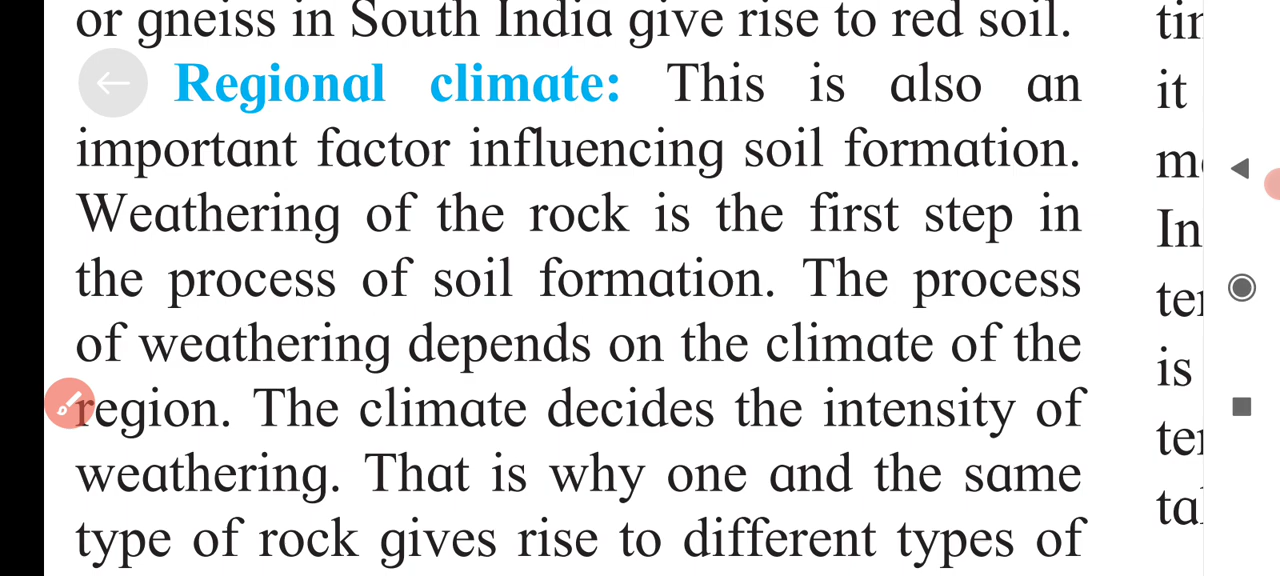 or gneiss in South India give rise to red soil.
Regional climate: This is also an
important factor influencing soil formation.
Weathering of the rock is the first step in
the process of soil formation. The process
of weathering depends on the climate of the
region. The climate decides the intensity of
weathering. That is why one and the same
type of rock gives rise to different types of
it
In
is